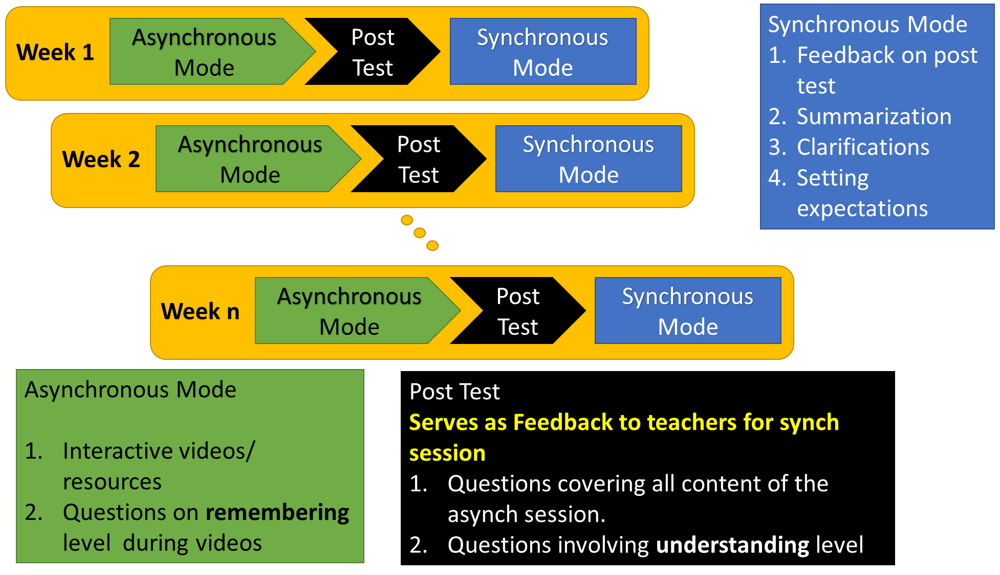 Week 1
Asynchronous
Mode
Post
Test
Synchronous
Mode
Week 2
Asynchronous
Mode
Post
Test
Synchronous
Mode
Week n
Asynchronous
Mode
Post
Test
Synchronous
Mode
Synchronous Mode
1. Feedback on post
test
2. Summarization
3. Clarifications
4. Setting
expectations
Asynchronous Mode
1. Interactive videos/
resources
2. Questions on remembering
level during videos
Post Test
Serves as Feedback to teachers for synch
session
1. Questions covering all content of the
asynch session.
2. Questions involving understanding level